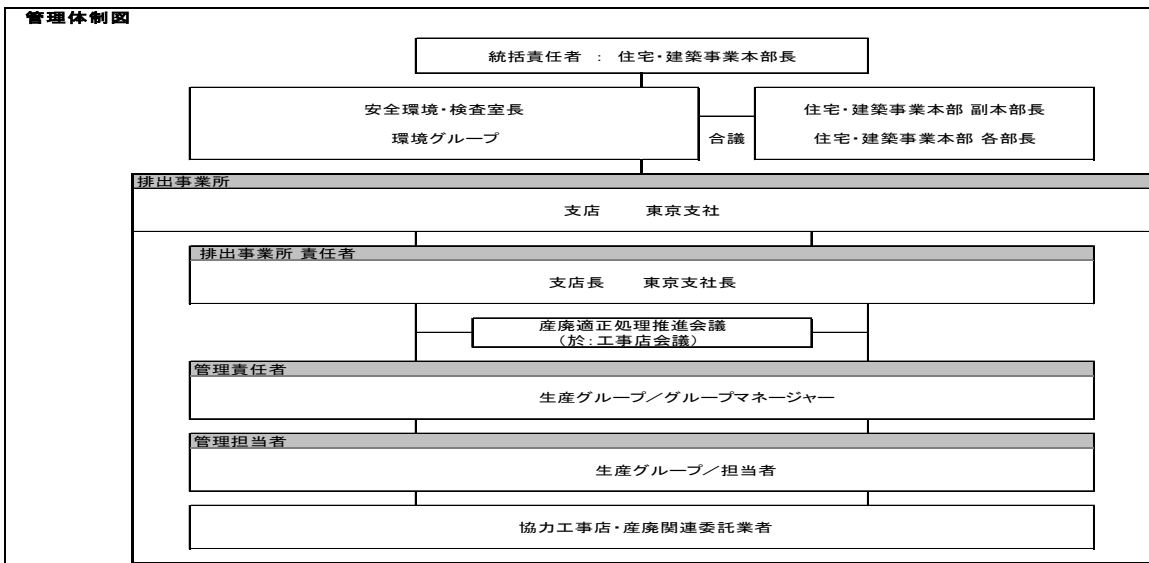 管理体制図
統括責任者 : 住宅・建築事業本部長
安全環境・検査室長
環境グループ
合議
住宅・建築事業本部 副本部長
住宅・建築事業本部 各部長
排出事業所
支店 東京支社
排出事業所 責任者
支店長 東京支社長
産廃適正処理推進会議
(於:工事店会議)
管理責任者
生産グループ/グループマネージャー
管理担当者
生産グループ/担当者
協力工事店・産廃関連委託業者